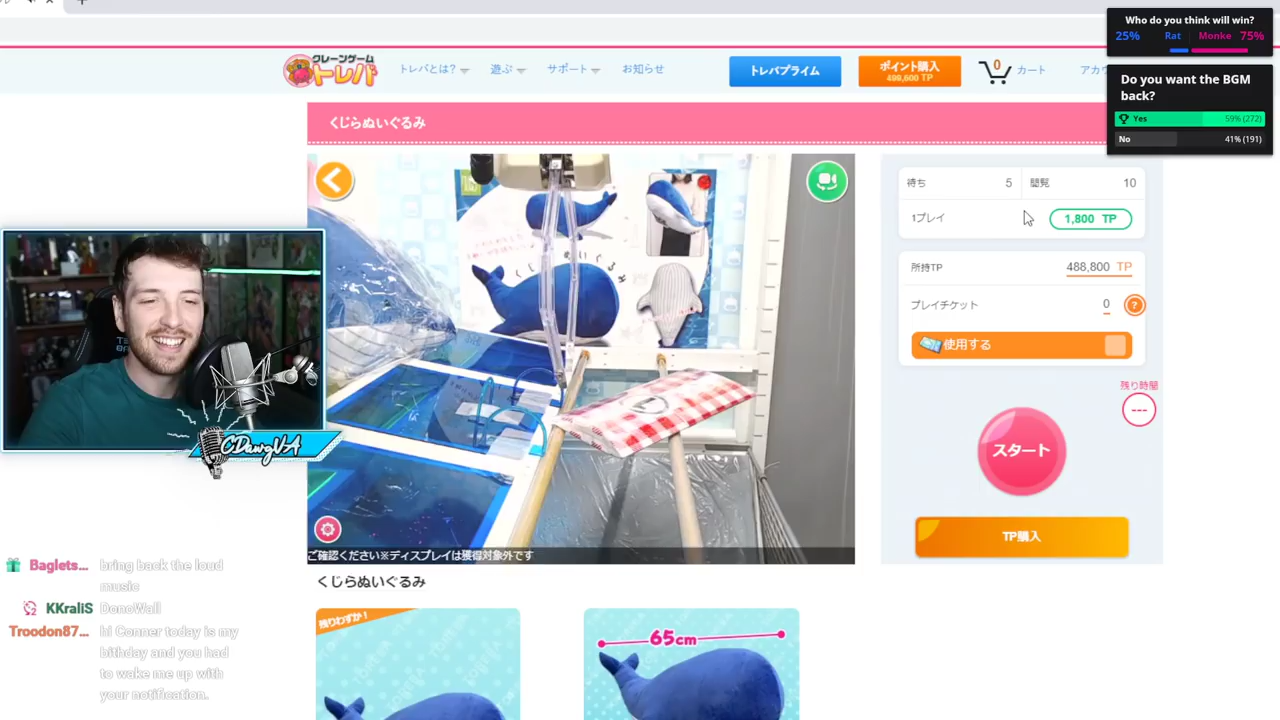 Who do you think will win?
25% Rat Monke 75%
Do you want the BGM
back?
Yes 59% (272)
No 41% (191)
クレーンゲーム
トレバ
トレバとは?
遊ぶ
サポート
お知らせ
トレバプライム
ポイント購入
499,600 TP
0
カート
アカウ
くじらぬいぐるみ
待ち 5 閲覧 10
1プレイ 1,800 TP
所持TP 488,800 TP
プレイチケット 0 ?
使用する
残り時間
---
スタート
TP購入
ご確認ください※ディスプレイは獲得対象外です
くじらぬいぐるみ
残りわずか!
65cm
CDawgVA
Baglets... bring back the loud
music
KKraliS DonoWall
Troodon87... hi Conner today is my
bithday and you had
to wake me up with
your notification.